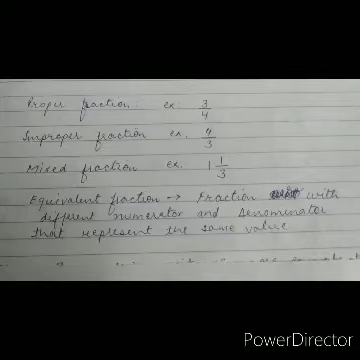 Proper fraction: ex: 3/4
Improper fraction ex. 4/3
Mixed fraction ex. 1 1/3
Equivalent fraction → Fraction with
different numerator and Denominator
that represent the same value
PowerDirector